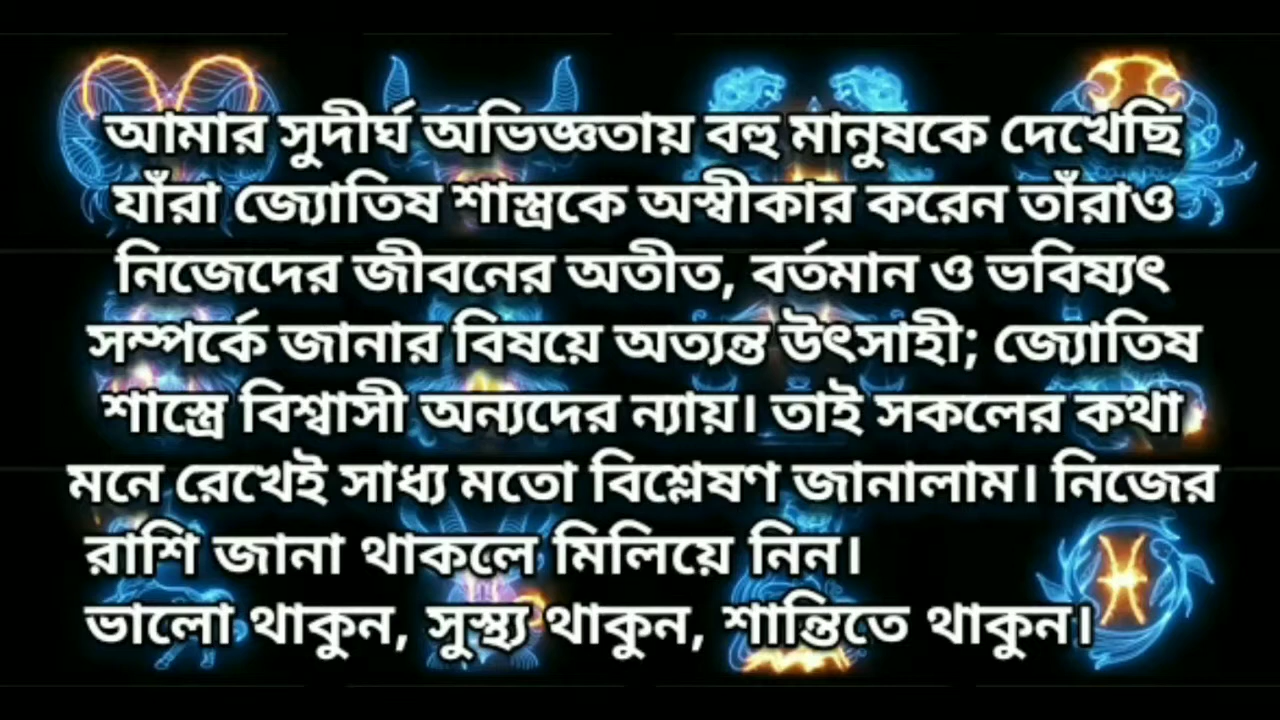 আমার সুদীর্ঘ অভিজ্ঞতায় বহু মানুষকে দেখেছি
যাঁরা জ্যোতিষ শাস্ত্রকে অস্বীকার করেন তাঁরাও
নিজেদের জীবনের অতীত, বর্তমান ও ভবিষ্যৎ
সম্পর্কে জানার বিষয়ে অত্যন্ত উৎসাহী; জ্যোতিষ
শাস্ত্রে বিশ্বাসী অন্যদের ন্যায়। তাই সকলের কথা
মনে রেখেই সাধ্য মতো বিশ্লেষণ জানালাম। নিজের
রাশি জানা থাকলে মিলিয়ে নিন।
ভালো থাকুন, সুস্থ্য থাকুন, শান্তিতে থাকুন।